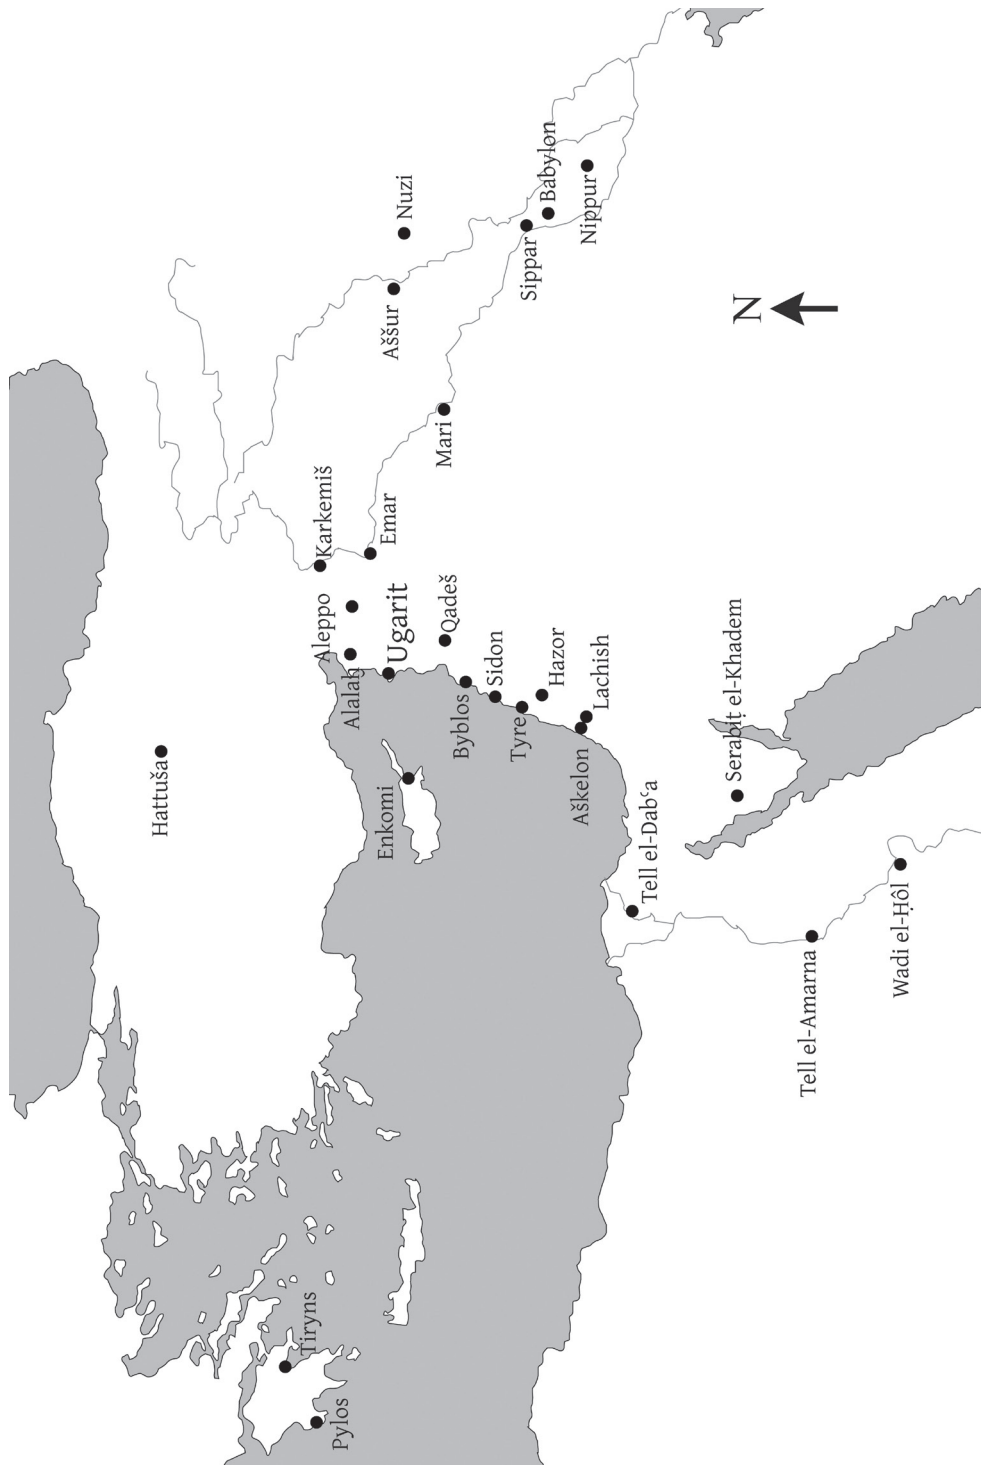 Hattuša
Karkemiš
Aleppo
Alalaḫ
Ugarit
Emar
Enkomi
Qadeš
Byblos
Sidon
Tyre
Hazor
Lachish
Aškelon
Nuzi
Aššur
Mari
Sippar
Babylon
Nippur
N
Tiryns
Pylos
Tell el-Dabʿa
Serabiṭ el-Khadem
Tell el-Amarna
Wadi el-Ḥôl